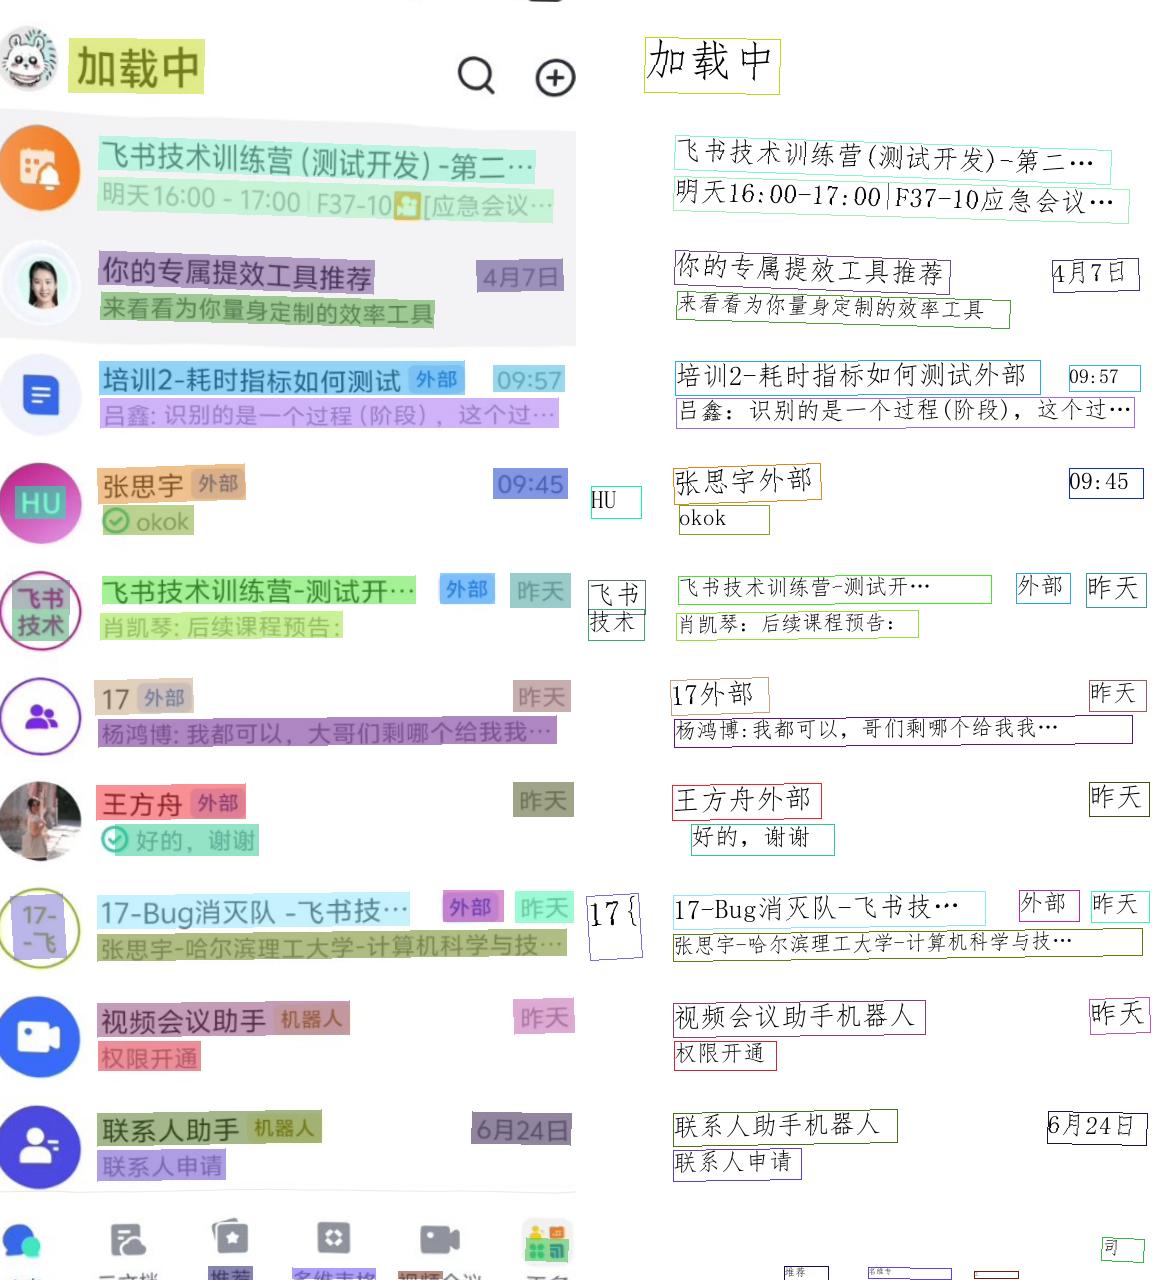 加载中
加载中
飞书技术训练营 (测试开发) -第二…
飞书技术训练营(测试开发)-第二…
明天16:00 - 17:00 | F37-10[应急会议…
明天16:00-17:00|F37-10应急会议…
你的专属提效工具推荐 4月7日
你的专属提效工具推荐 4月7日
来看看为你量身定制的效率工具
来看看为你量身定制的效率工具
培训2-耗时指标如何测试 外部 09:57
培训2-耗时指标如何测试外部 09:57
吕鑫: 识别的是一个过程 (阶段) ，这个过…
吕鑫：识别的是一个过程(阶段)，这个过…
HU 张思宇 外部 09:45
HU 张思宇外部 09:45
okok
okok
飞书 飞书技术训练营-测试开… 外部 昨天
飞书 飞书技术训练营-测试开… 外部 昨天
技术 肖凯琴: 后续课程预告:
技术 肖凯琴：后续课程预告：
17 外部 昨天
17外部 昨天
杨鸿博: 我都可以，大哥们剩哪个给我我…
杨鸿博:我都可以，哥们剩哪个给我我…
王方舟 外部 昨天
王方舟外部 昨天
好的，谢谢
好的，谢谢
17- 17-Bug消灭队 -飞书技… 外部 昨天
17{ 17-Bug消灭队-飞书技… 外部 昨天
-飞 张思宇-哈尔滨理工大学-计算机科学与技…
张思宇-哈尔滨理工大学-计算机科学与技…
视频会议助手 机器人 昨天
视频会议助手机器人 昨天
权限开通
权限开通
联系人助手 机器人 6月24日
联系人助手机器人 6月24日
联系人申请
联系人申请
司
云文档 推荐 多维表格 视频会议
推荐